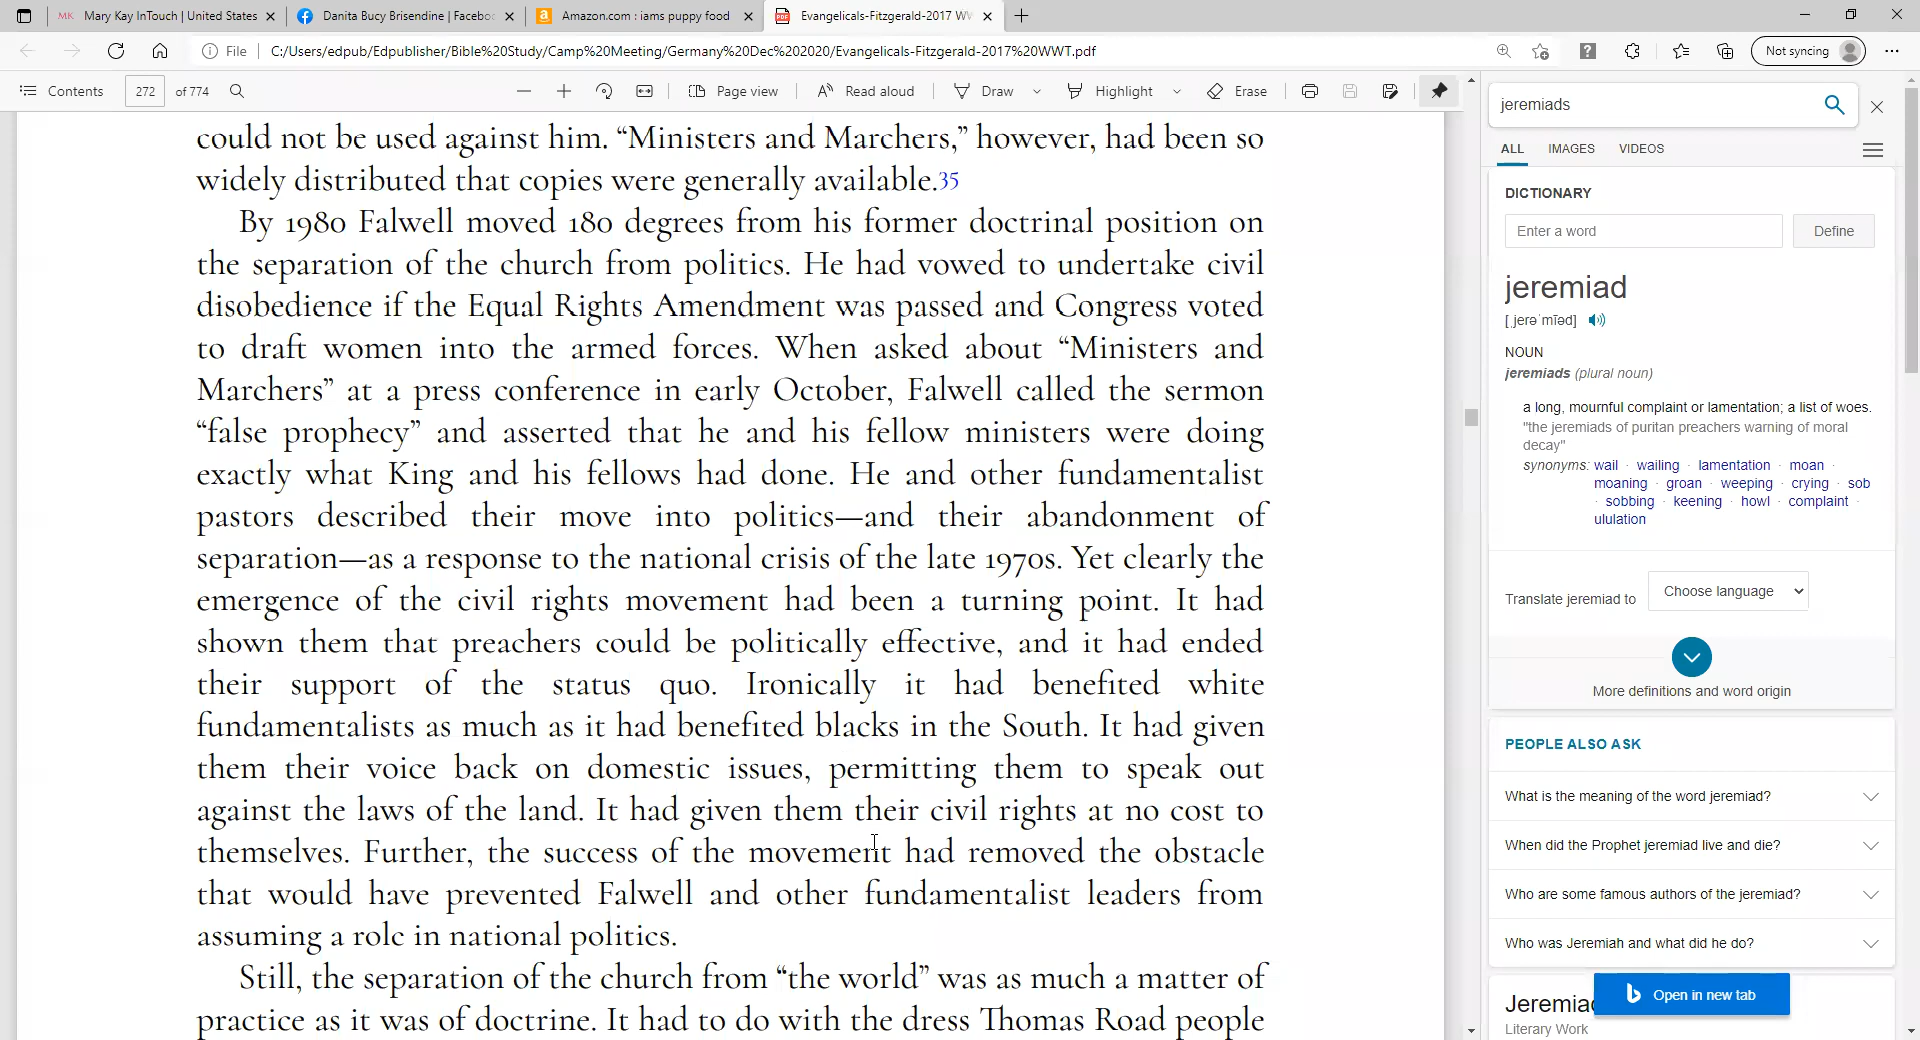 Mary Kay InTouch | United States
Danita Bucy Brisendine | Facebo
Amazon.com : iams puppy food
Evangelicals-Fitzgerald-2017 W
File
C:/Users/edpub/Edpublisher/Bible%20Study/Camp%20Meeting/Germany%20Dec%202020/Evangelicals-Fitzgerald-2017%20WWT.pdf
Not syncing
Contents
272 of 774
Page view
Read aloud
Draw
Highlight
Erase
could not be used against him. “Ministers and Marchers,” however, had been so
widely distributed that copies were generally available.35
By 1980 Falwell moved 180 degrees from his former doctrinal position on
the separation of the church from politics. He had vowed to undertake civil
disobedience if the Equal Rights Amendment was passed and Congress voted
to draft women into the armed forces. When asked about “Ministers and
Marchers” at a press conference in early October, Falwell called the sermon
“false prophecy” and asserted that he and his fellow ministers were doing
exactly what King and his fellows had done. He and other fundamentalist
pastors described their move into politics—and their abandonment of
separation—as a response to the national crisis of the late 1970s. Yet clearly the
emergence of the civil rights movement had been a turning point. It had
shown them that preachers could be politically effective, and it had ended
their support of the status quo. Ironically it had benefited white
fundamentalists as much as it had benefited blacks in the South. It had given
them their voice back on domestic issues, permitting them to speak out
against the laws of the land. It had given them their civil rights at no cost to
themselves. Further, the success of the movement had removed the obstacle
that would have prevented Falwell and other fundamentalist leaders from
assuming a role in national politics.
Still, the separation of the church from “the world” was as much a matter of
practice as it was of doctrine. It had to do with the dress Thomas Road people
jeremiads
ALL IMAGES VIDEOS
DICTIONARY
Enter a word
Define
jeremiad
[ˌjerəˈmīəd]
NOUN
jeremiads (plural noun)
a long, mournful complaint or lamentation; a list of woes.
"the jeremiads of puritan preachers warning of moral
decay"
synonyms: wail · wailing · lamentation · moan ·
moaning · groan · weeping · crying · sob
· sobbing · keening · howl · complaint ·
ululation
Translate jeremiad to
Choose language
More definitions and word origin
PEOPLE ALSO ASK
What is the meaning of the word jeremiad?
When did the Prophet jeremiad live and die?
Who are some famous authors of the jeremiad?
Who was Jeremiah and what did he do?
Jeremia
Open in new tab
Literary Work